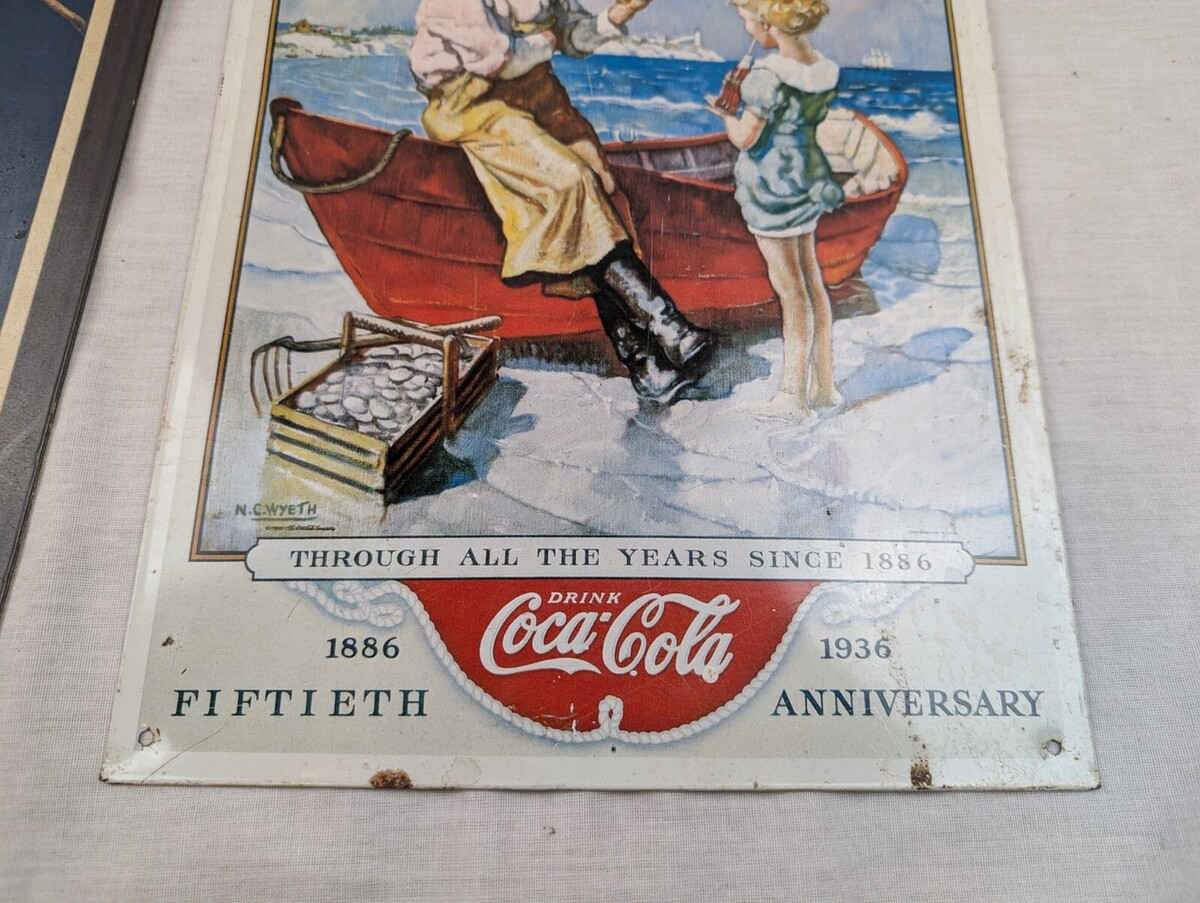 N.C.WYETH
THROUGH ALL THE YEARS SINCE 1886
DRINK
Coca-Cola
1886
1936
FIFTIETH
ANNIVERSARY